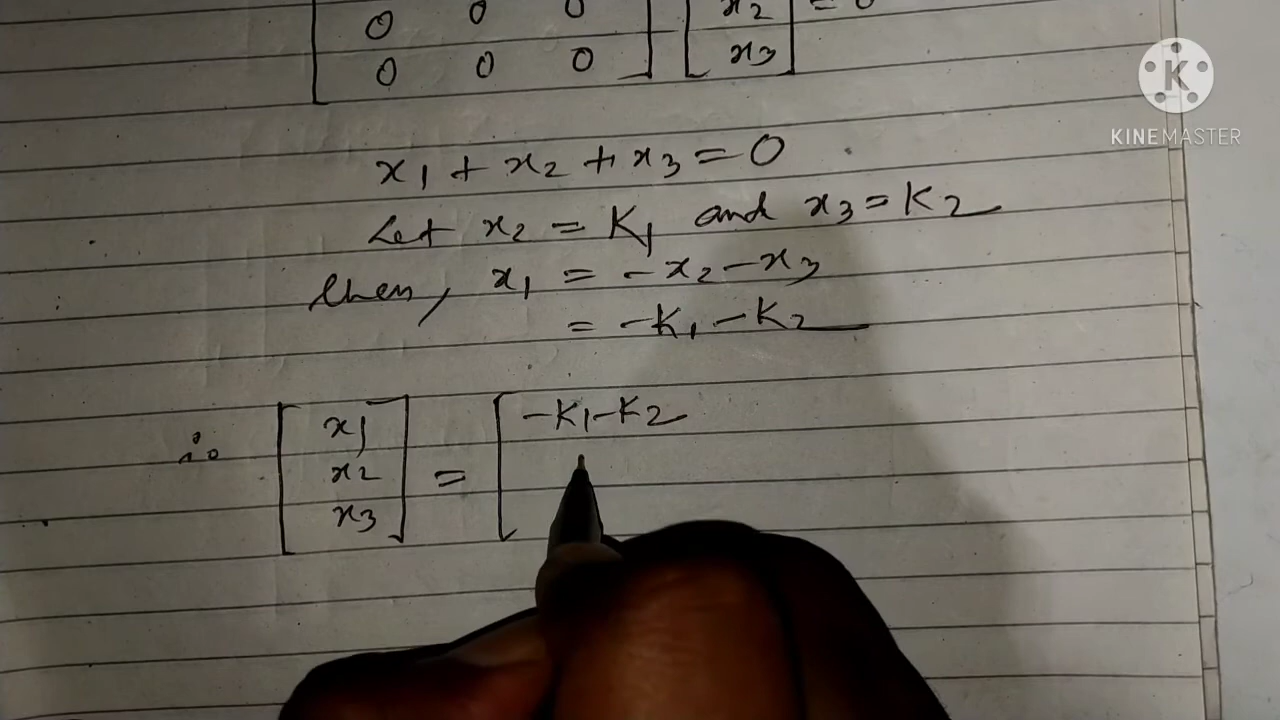 0 0 0 x2 = 0
0 0 0 x3
K
KINEMASTER
x1 + x2 + x3 = 0
Let x2 = K1 and x3 = K2
then, x1 = -x2 - x3
= -K1 - K2
∴ x1 = -K1-K2
x2
x3